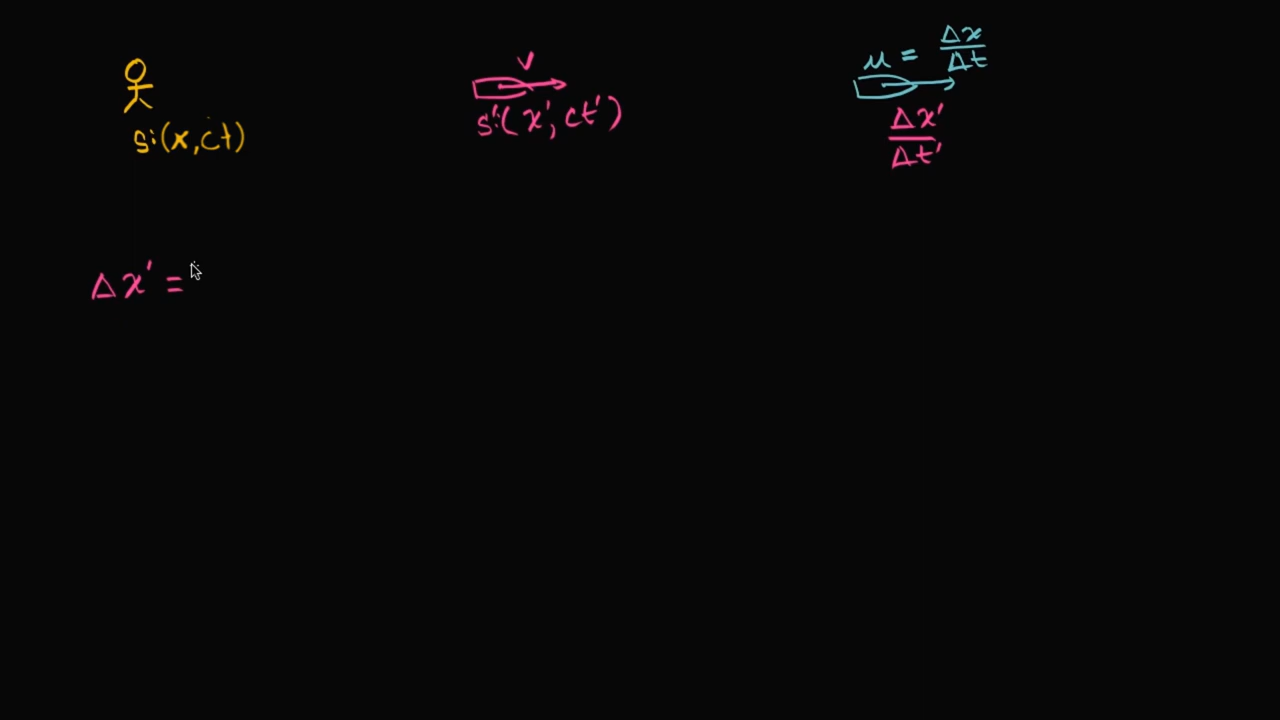 v
u = Δx/Δt
s:(x,ct)
s':(x',ct')
Δx'/Δt'
Δx' =